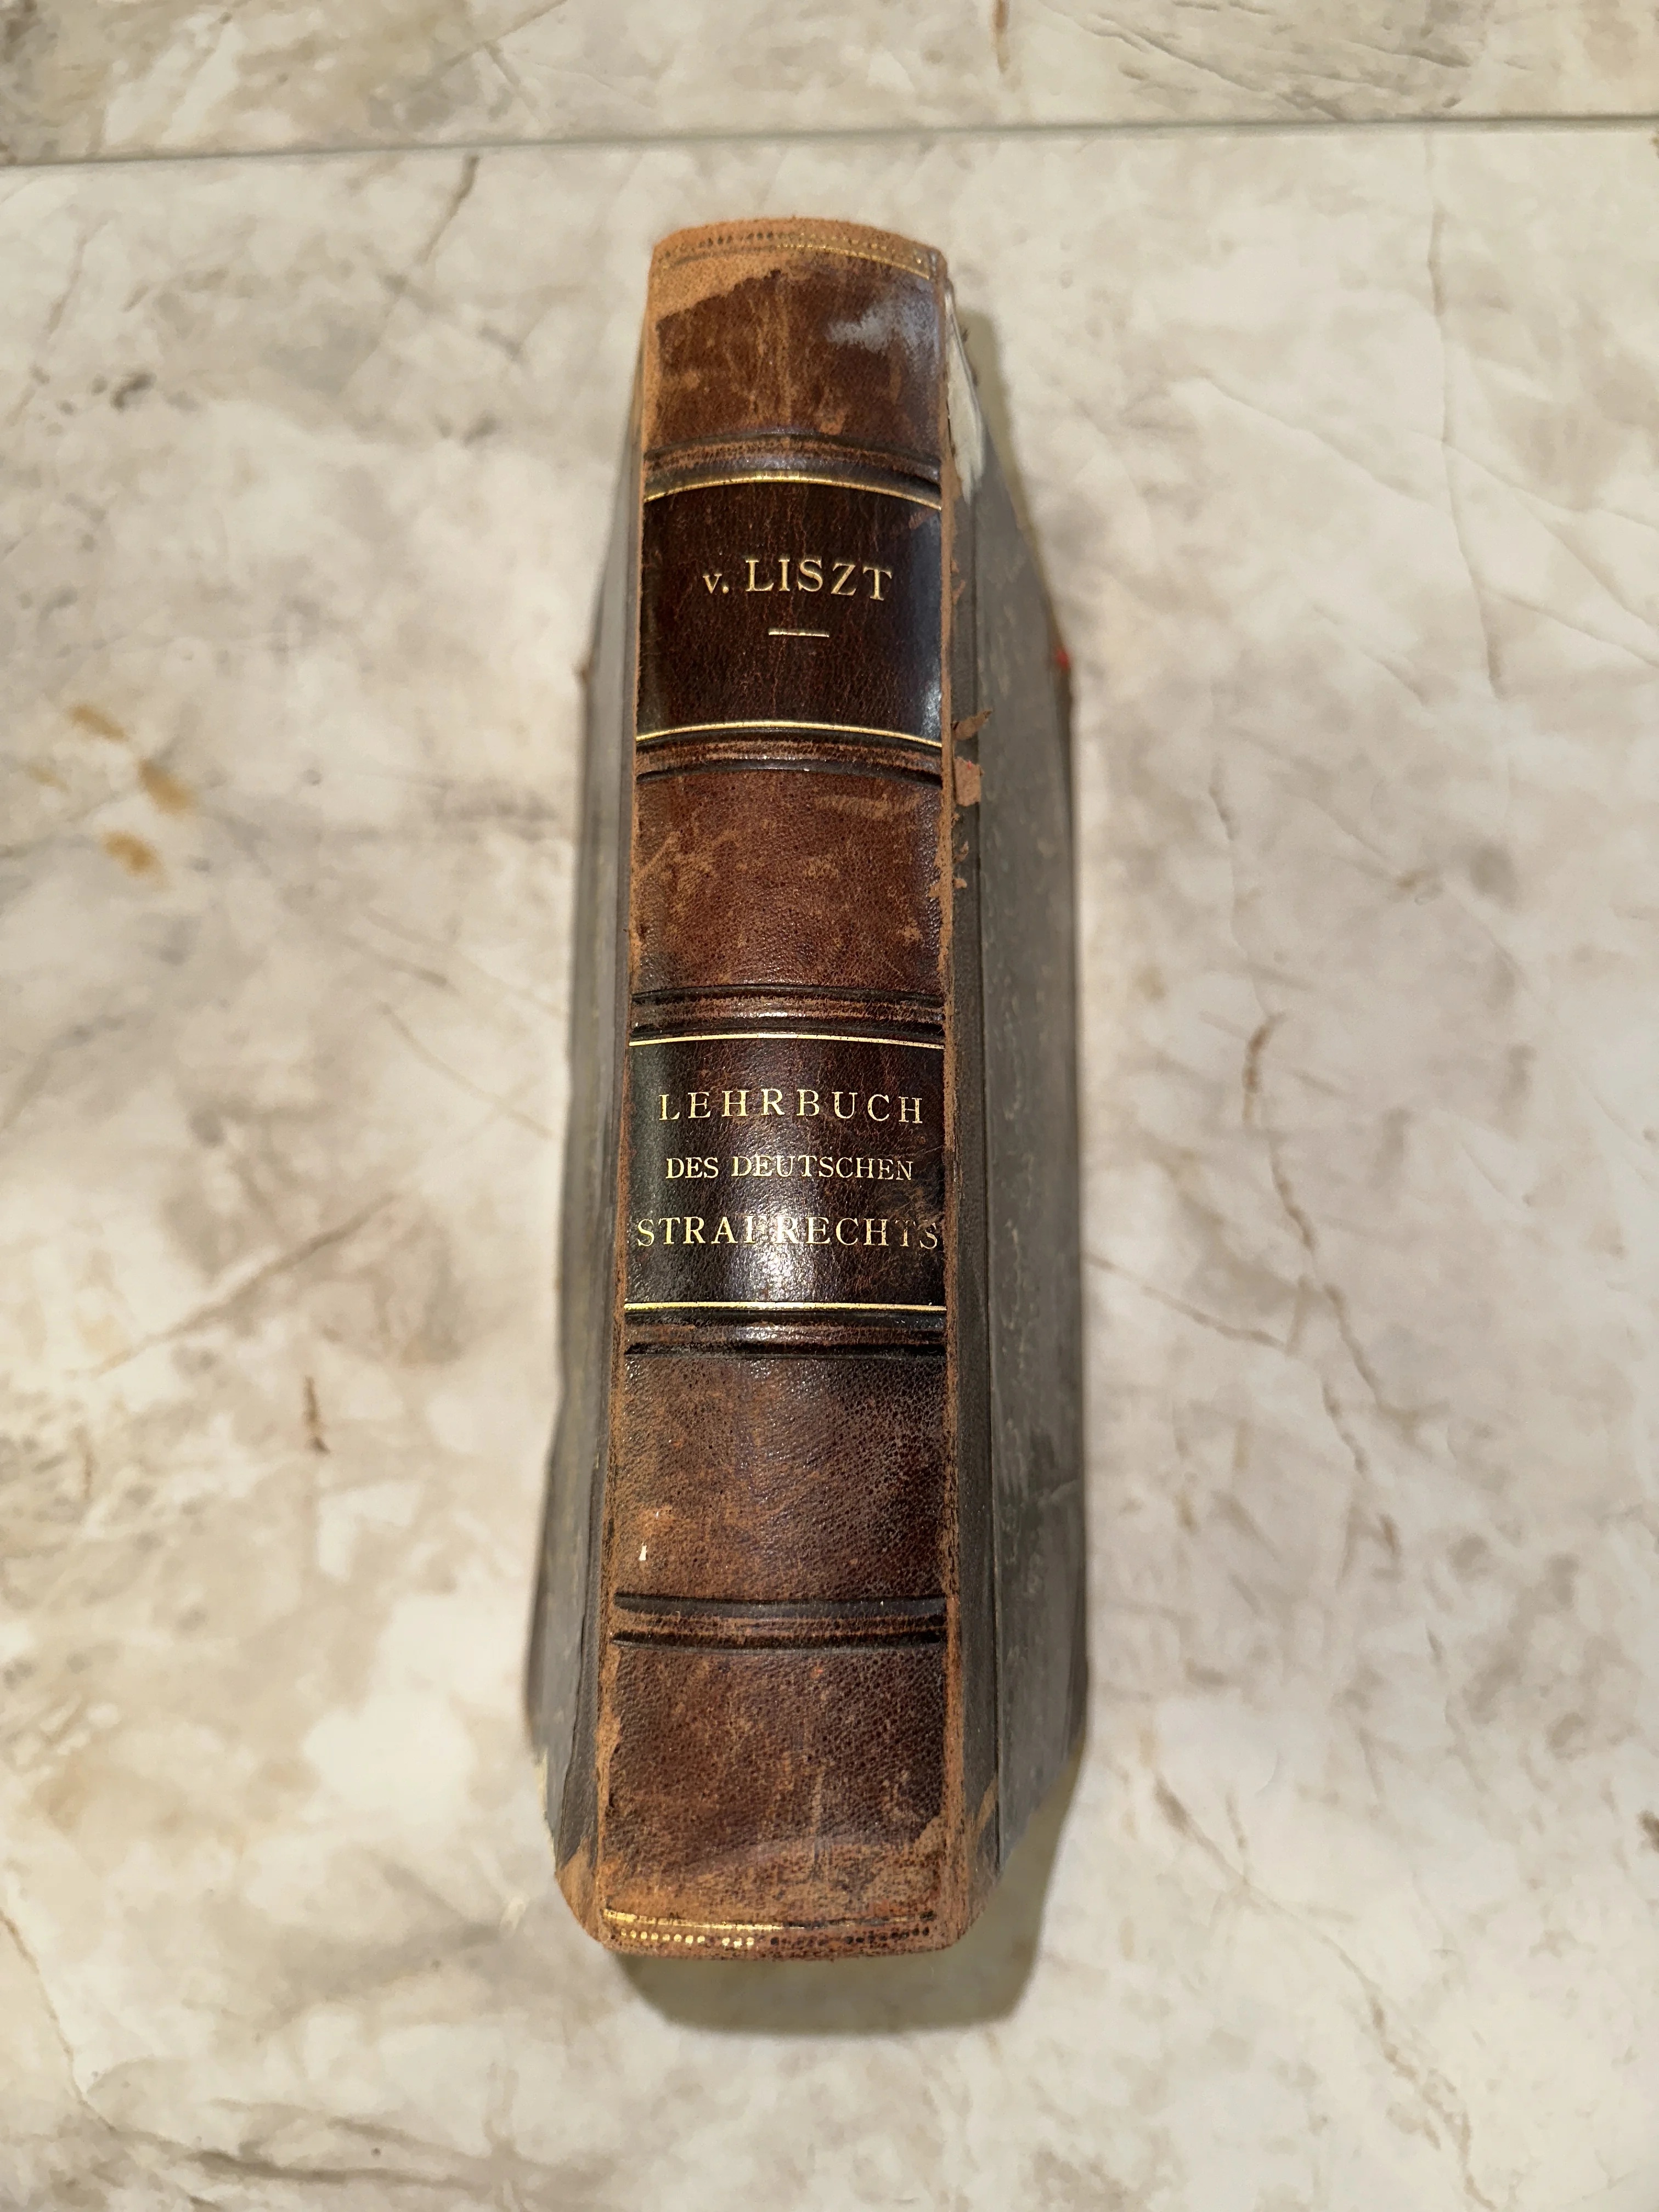 v. LISZT
LEHRBUCH
DES DEUTSCHEN
STRAFRECHTS